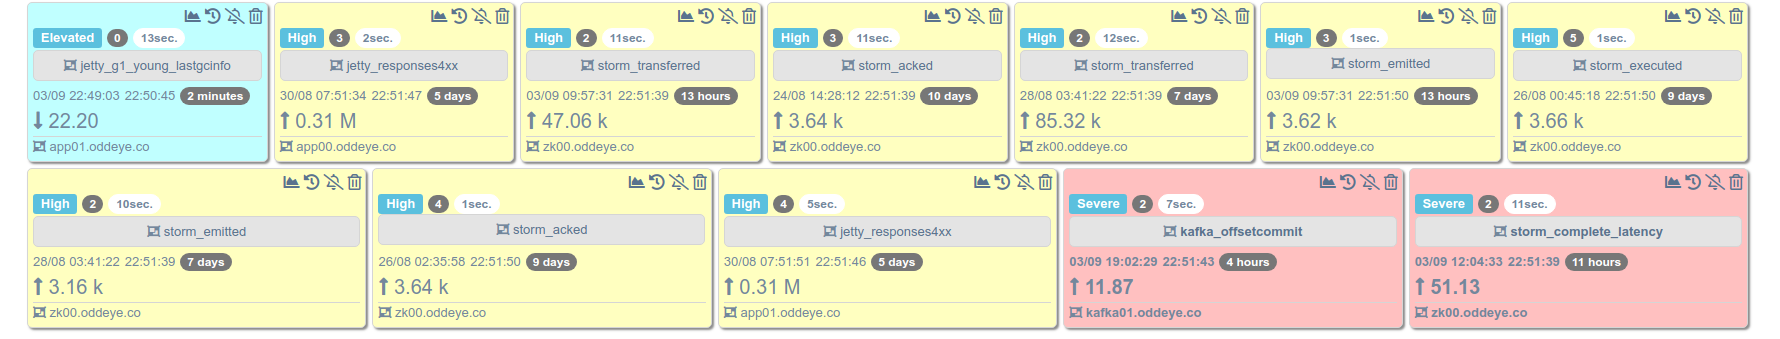 Elevated 0 13sec.
jetty_g1_young_lastgcinfo
03/09 22:49:03 22:50:45 2 minutes
22.20
app01.oddeye.co
High 3 2sec.
jetty_responses4xx
30/08 07:51:34 22:51:47 5 days
0.31 M
app00.oddeye.co
High 2 11sec.
storm_transferred
03/09 09:57:31 22:51:39 13 hours
47.06 k
zk00.oddeye.co
High 3 11sec.
storm_acked
24/08 14:28:12 22:51:39 10 days
3.64 k
zk00.oddeye.co
High 2 12sec.
storm_transferred
28/08 03:41:22 22:51:39 7 days
85.32 k
zk00.oddeye.co
High 3 1sec.
storm_emitted
03/09 09:57:31 22:51:50 13 hours
3.62 k
zk00.oddeye.co
High 5 1sec.
storm_executed
26/08 00:45:18 22:51:50 9 days
3.66 k
zk00.oddeye.co
High 2 10sec.
storm_emitted
28/08 03:41:22 22:51:39 7 days
3.16 k
zk00.oddeye.co
High 4 1sec.
storm_acked
26/08 02:35:58 22:51:50 9 days
3.64 k
zk00.oddeye.co
High 4 5sec.
jetty_responses4xx
30/08 07:51:51 22:51:46 5 days
0.31 M
app01.oddeye.co
Severe 2 7sec.
kafka_offsetcommit
03/09 19:02:29 22:51:43 4 hours
11.87
kafka01.oddeye.co
Severe 2 11sec.
storm_complete_latency
03/09 12:04:33 22:51:39 11 hours
51.13
zk00.oddeye.co